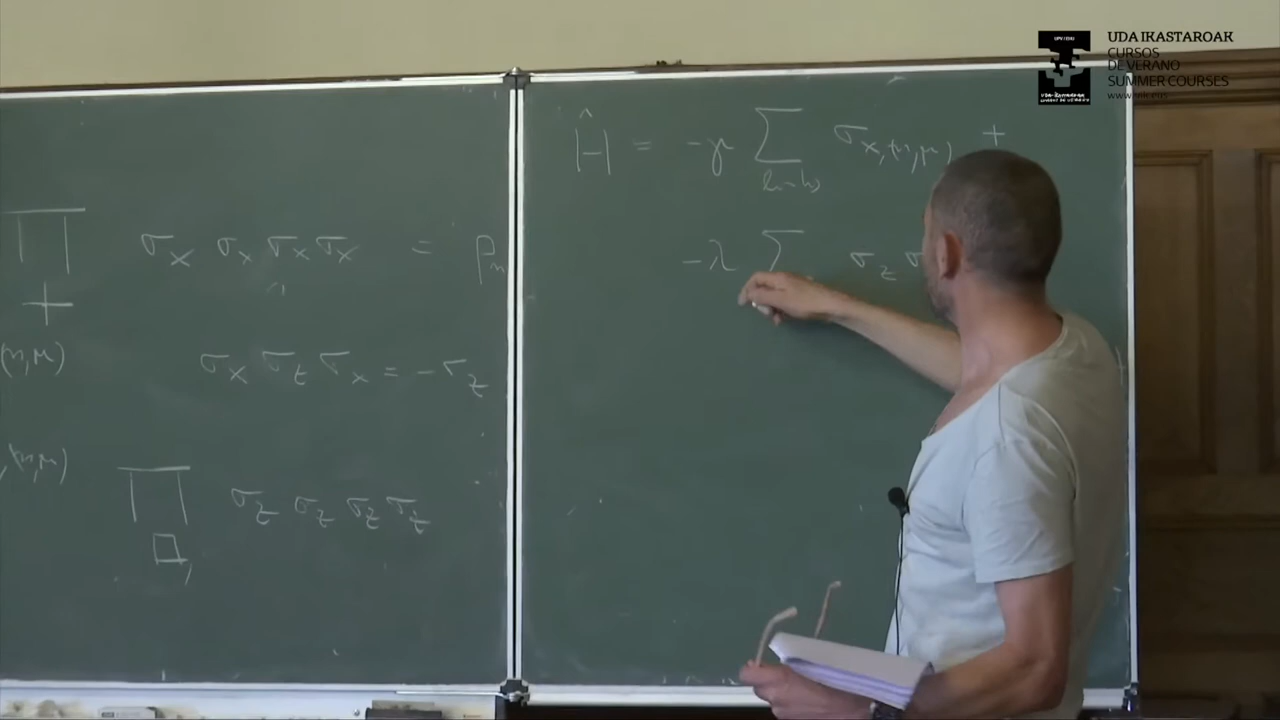 UDA IKASTAROAK
CURSOS
DE VERANO
SUMMER COURSES
∏ σx σx σx σx = 
+
(n,μ)
σx σz σx = -σz
,(n,μ)
∏ σz σz σz σz
□
Ĥ = -γ ∑ σx,(n,μ) +
-λ ∑ σz σ